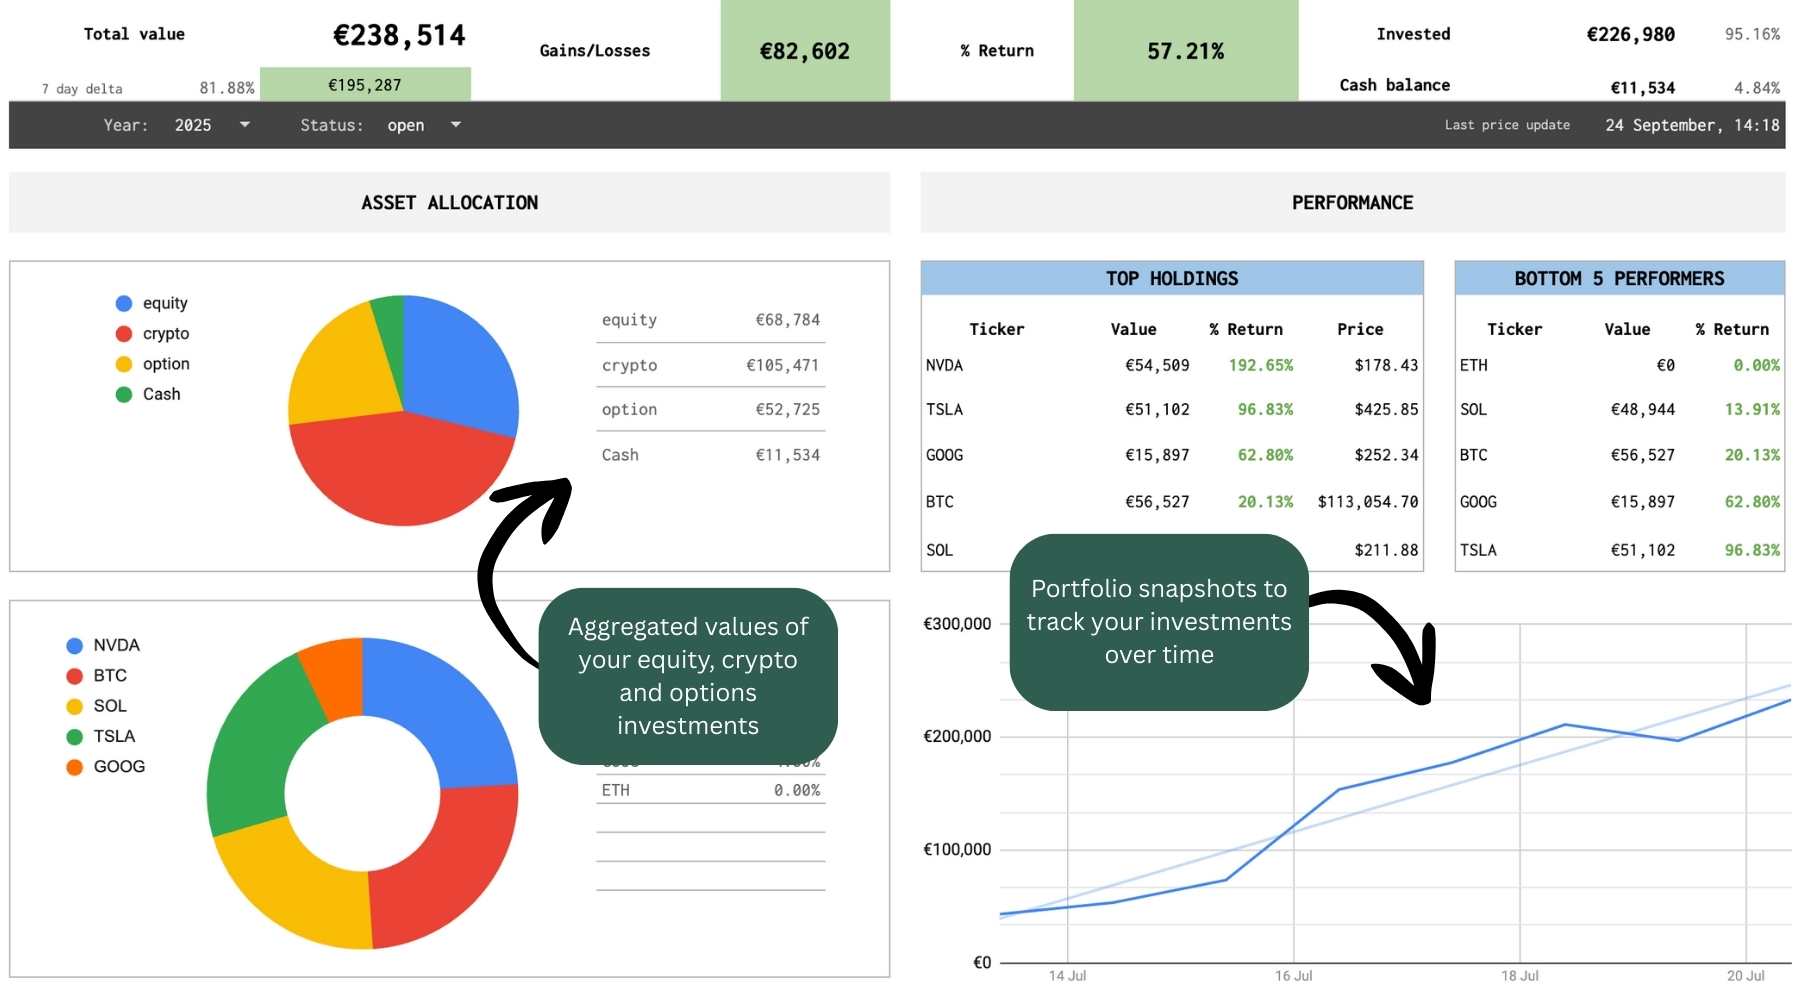 Total value €238,514
7 day delta 81.88% €195,287
Gains/Losses €82,602
% Return 57.21%
Invested €226,980 95.16%
Cash balance €11,534 4.84%
Year: 2025 Status: open Last price update 24 September, 14:18
ASSET ALLOCATION
equity
crypto
option
Cash
equity €68,784
crypto €105,471
option €52,725
Cash €11,534
Aggregated values of
your equity, crypto
and options
investments
NVDA
BTC
SOL
TSLA
GOOG
ETH 0.00%
PERFORMANCE
TOP HOLDINGS
Ticker Value % Return Price
NVDA €54,509 192.65% $178.43
TSLA €51,102 96.83% $425.85
GOOG €15,897 62.80% $252.34
BTC €56,527 20.13% $113,054.70
SOL $211.88
BOTTOM 5 PERFORMERS
Ticker Value % Return
ETH €0 0.00%
SOL €48,944 13.91%
BTC €56,527 20.13%
GOOG €15,897 62.80%
TSLA €51,102 96.83%
Portfolio snapshots to
track your investments
over time
€300,000
€200,000
€100,000
€0
14 Jul 16 Jul 18 Jul 20 Jul